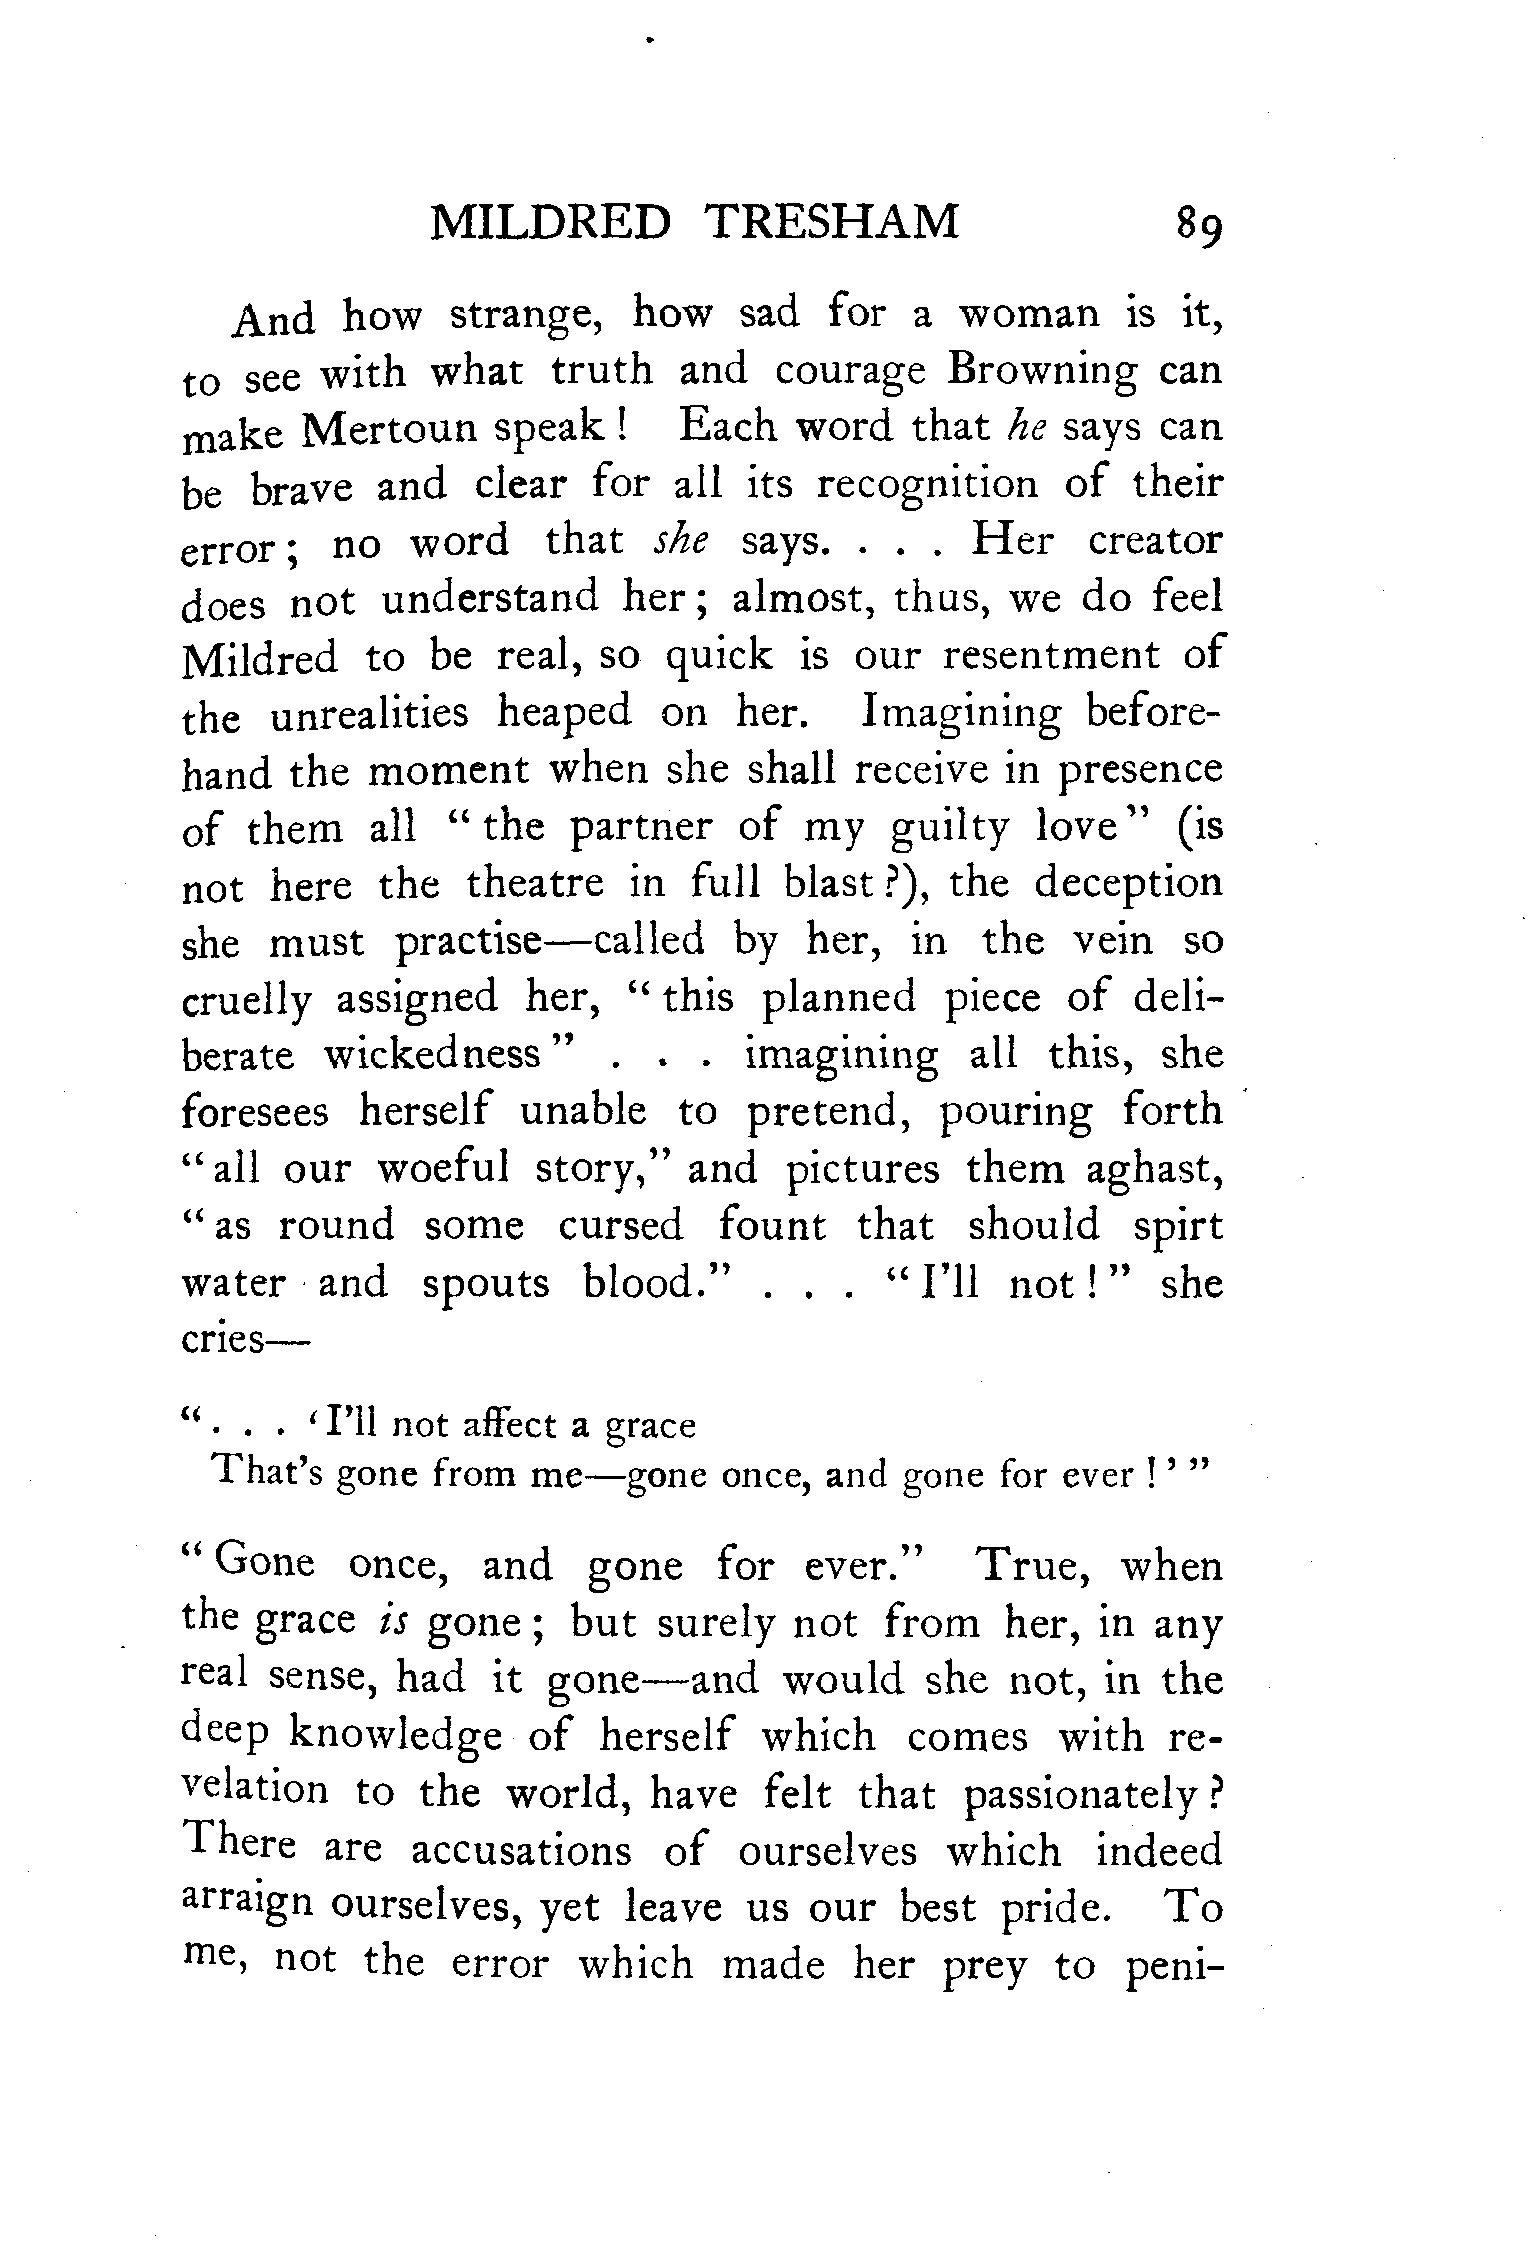 MILDRED TRESHAM 89
And how strange, how sad for a woman is it,
to see with what truth and courage Browning can
make Mertoun speak ! Each word that he says can
be brave and clear for all its recognition of their
error ; no word that she says. . . . Her creator
does not understand her ; almost, thus, we do feel
Mildred to be real, so quick is our resentment of
the unrealities heaped on her. Imagining before-
hand the moment when she shall receive in presence
of them all “ the partner of my guilty love ” (is
not here the theatre in full blast ?), the deception
she must practise—called by her, in the vein so
cruelly assigned her, “ this planned piece of deli-
berate wickedness ” . . . imagining all this, she
foresees herself unable to pretend, pouring forth
“ all our woeful story,” and pictures them aghast,
“ as round some cursed fount that should spirt
water and spouts blood.” . . . “ I’ll not ! ” she
cries—
“ . . . ‘ I’ll not affect a grace
That’s gone from me—gone once, and gone for ever ! ’ ”
“ Gone once, and gone for ever.” True, when
the grace is gone ; but surely not from her, in any
real sense, had it gone—and would she not, in the
deep knowledge of herself which comes with re-
velation to the world, have felt that passionately ?
There are accusations of ourselves which indeed
arraign ourselves, yet leave us our best pride. To
me, not the error which made her prey to peni-